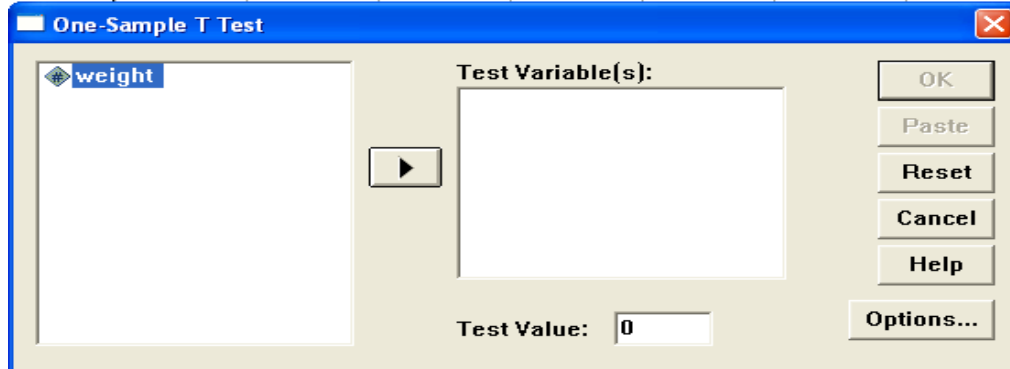 One-Sample T Test
weight
Test Variable(s):
OK
Paste
Reset
Cancel
Help
Test Value: 0
Options...